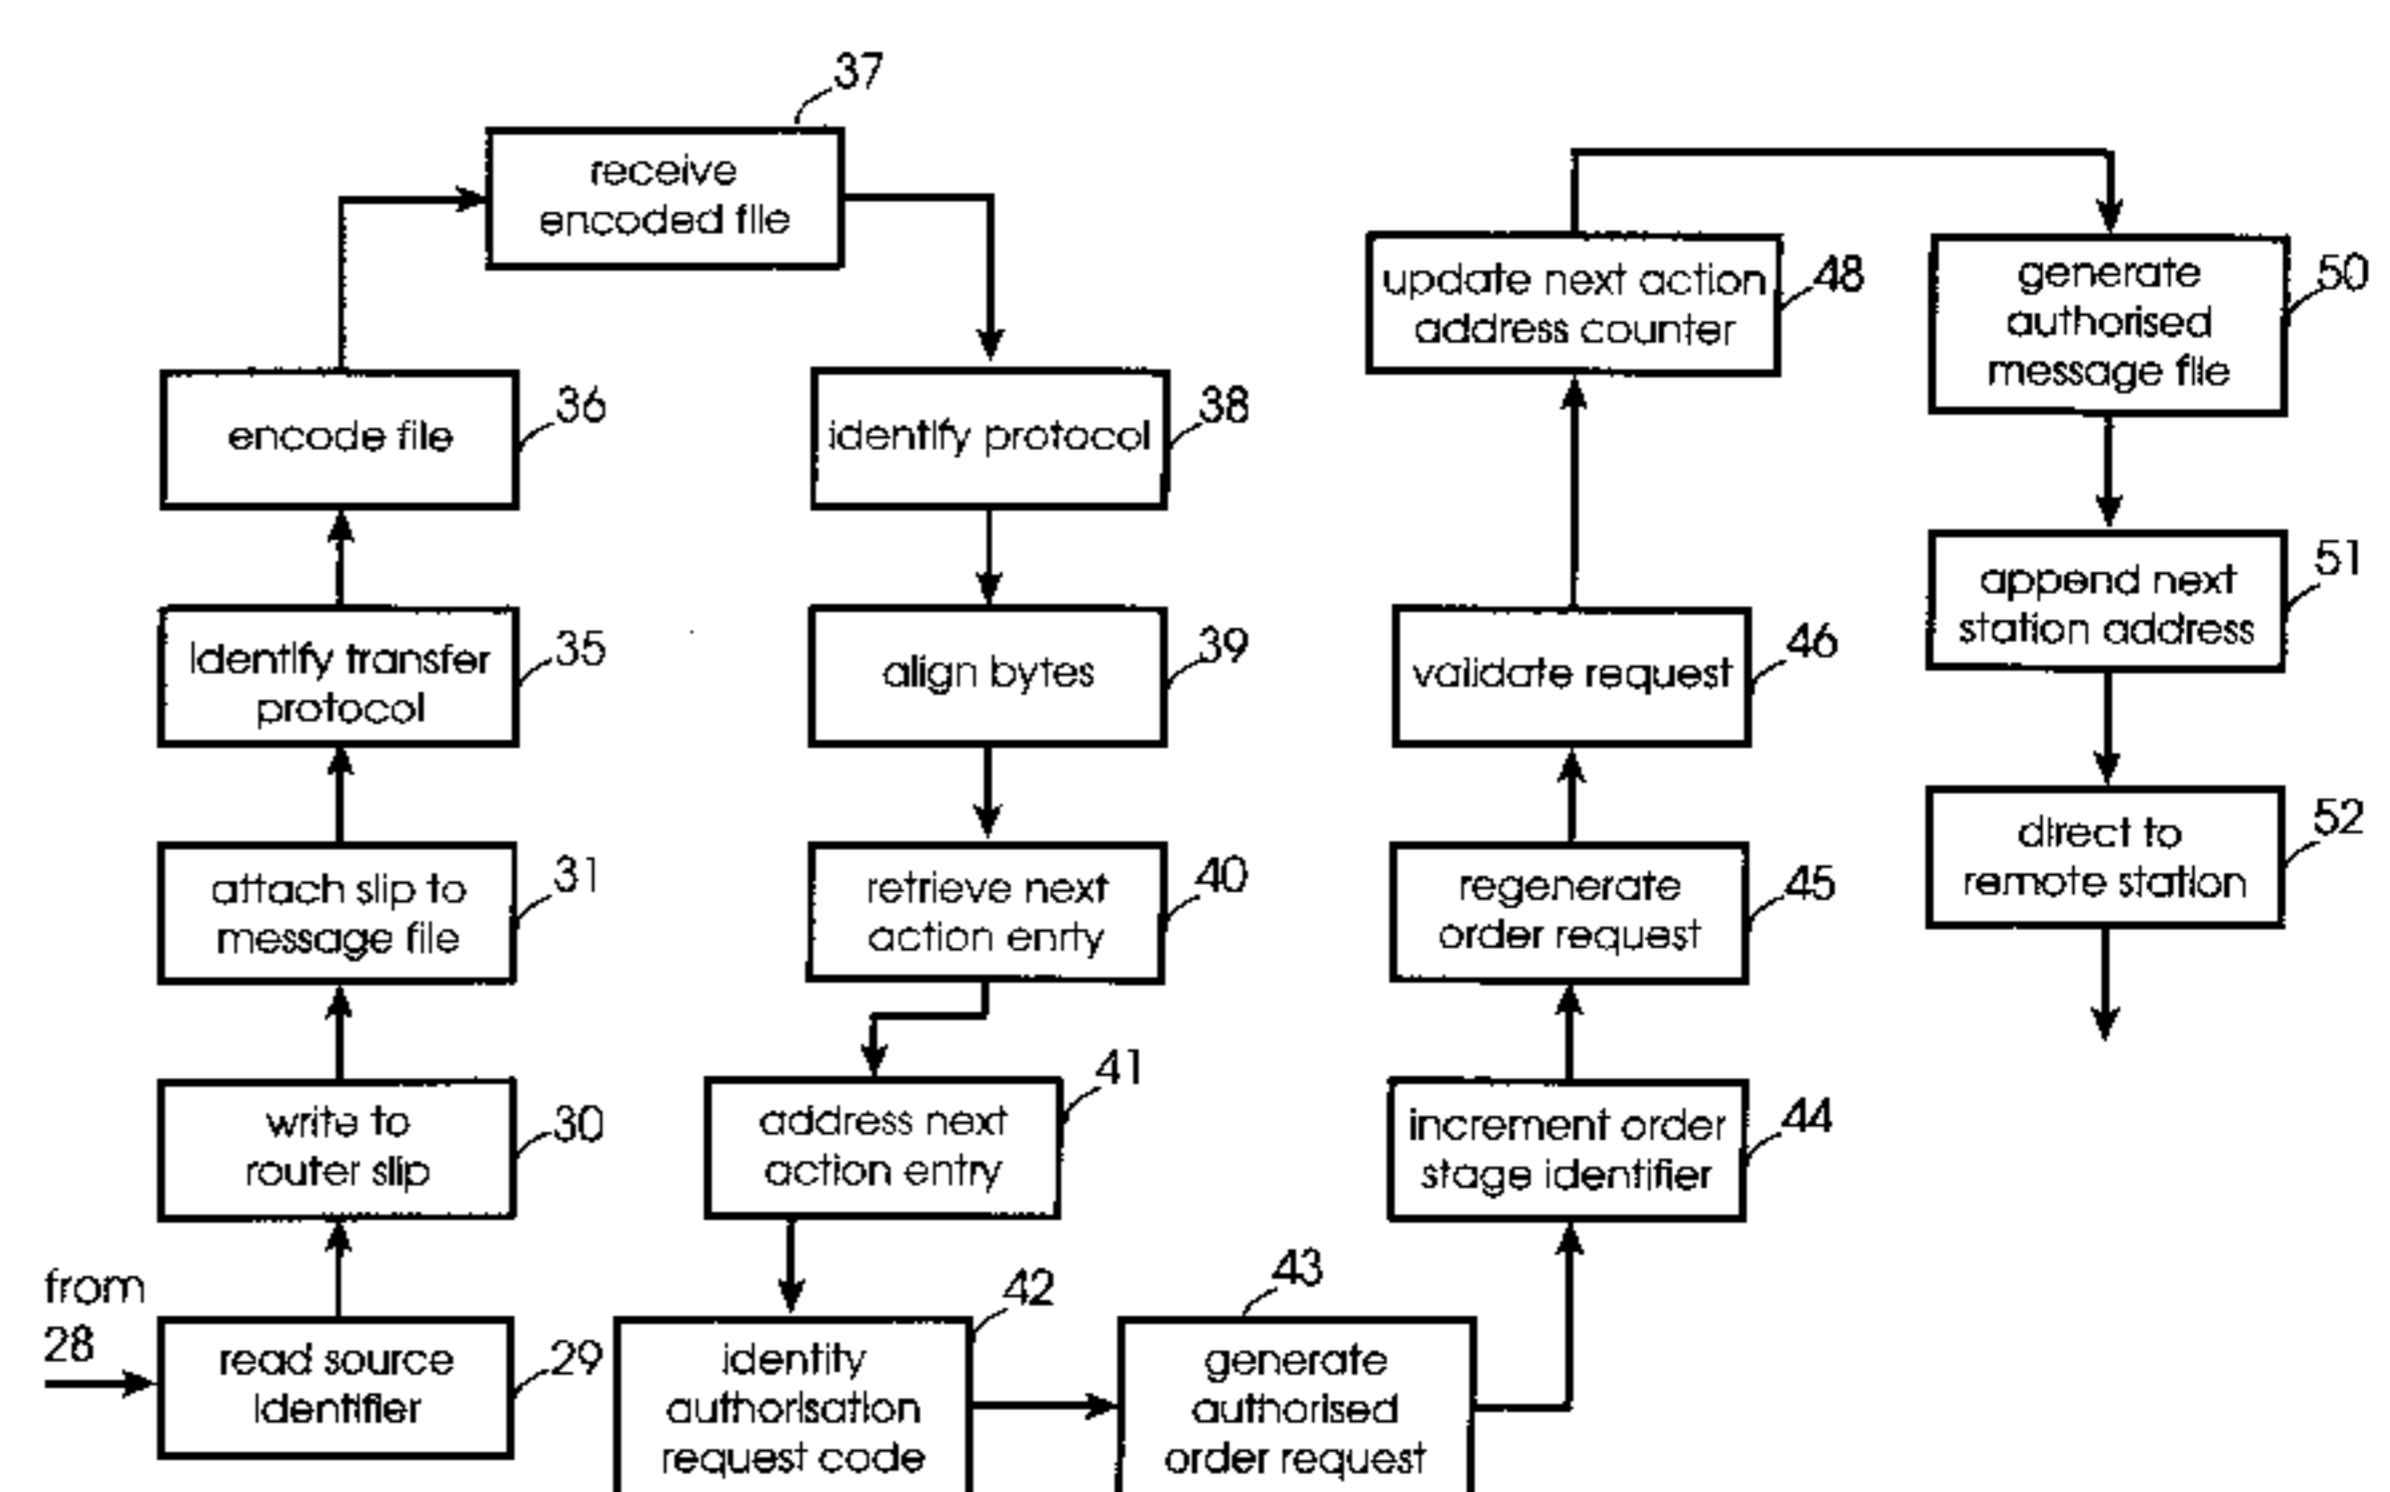 from
28
read source
identifier
29
write to
router slip
30
attach slip to
message file
31
identify transfer
protocol
35
encode file
36
37
receive
encoded file
identify protocol
38
align bytes
39
retrieve next
action enrty
40
address next
action entry
41
identity
authorisation
request code
42
43
generate
authorised
order request
increment order
stage identifier
44
regenerate
order request
45
validate request
46
update next action
address counter
48
generate
authorised
message file
50
append next
station address
51
direct to
remote station
52